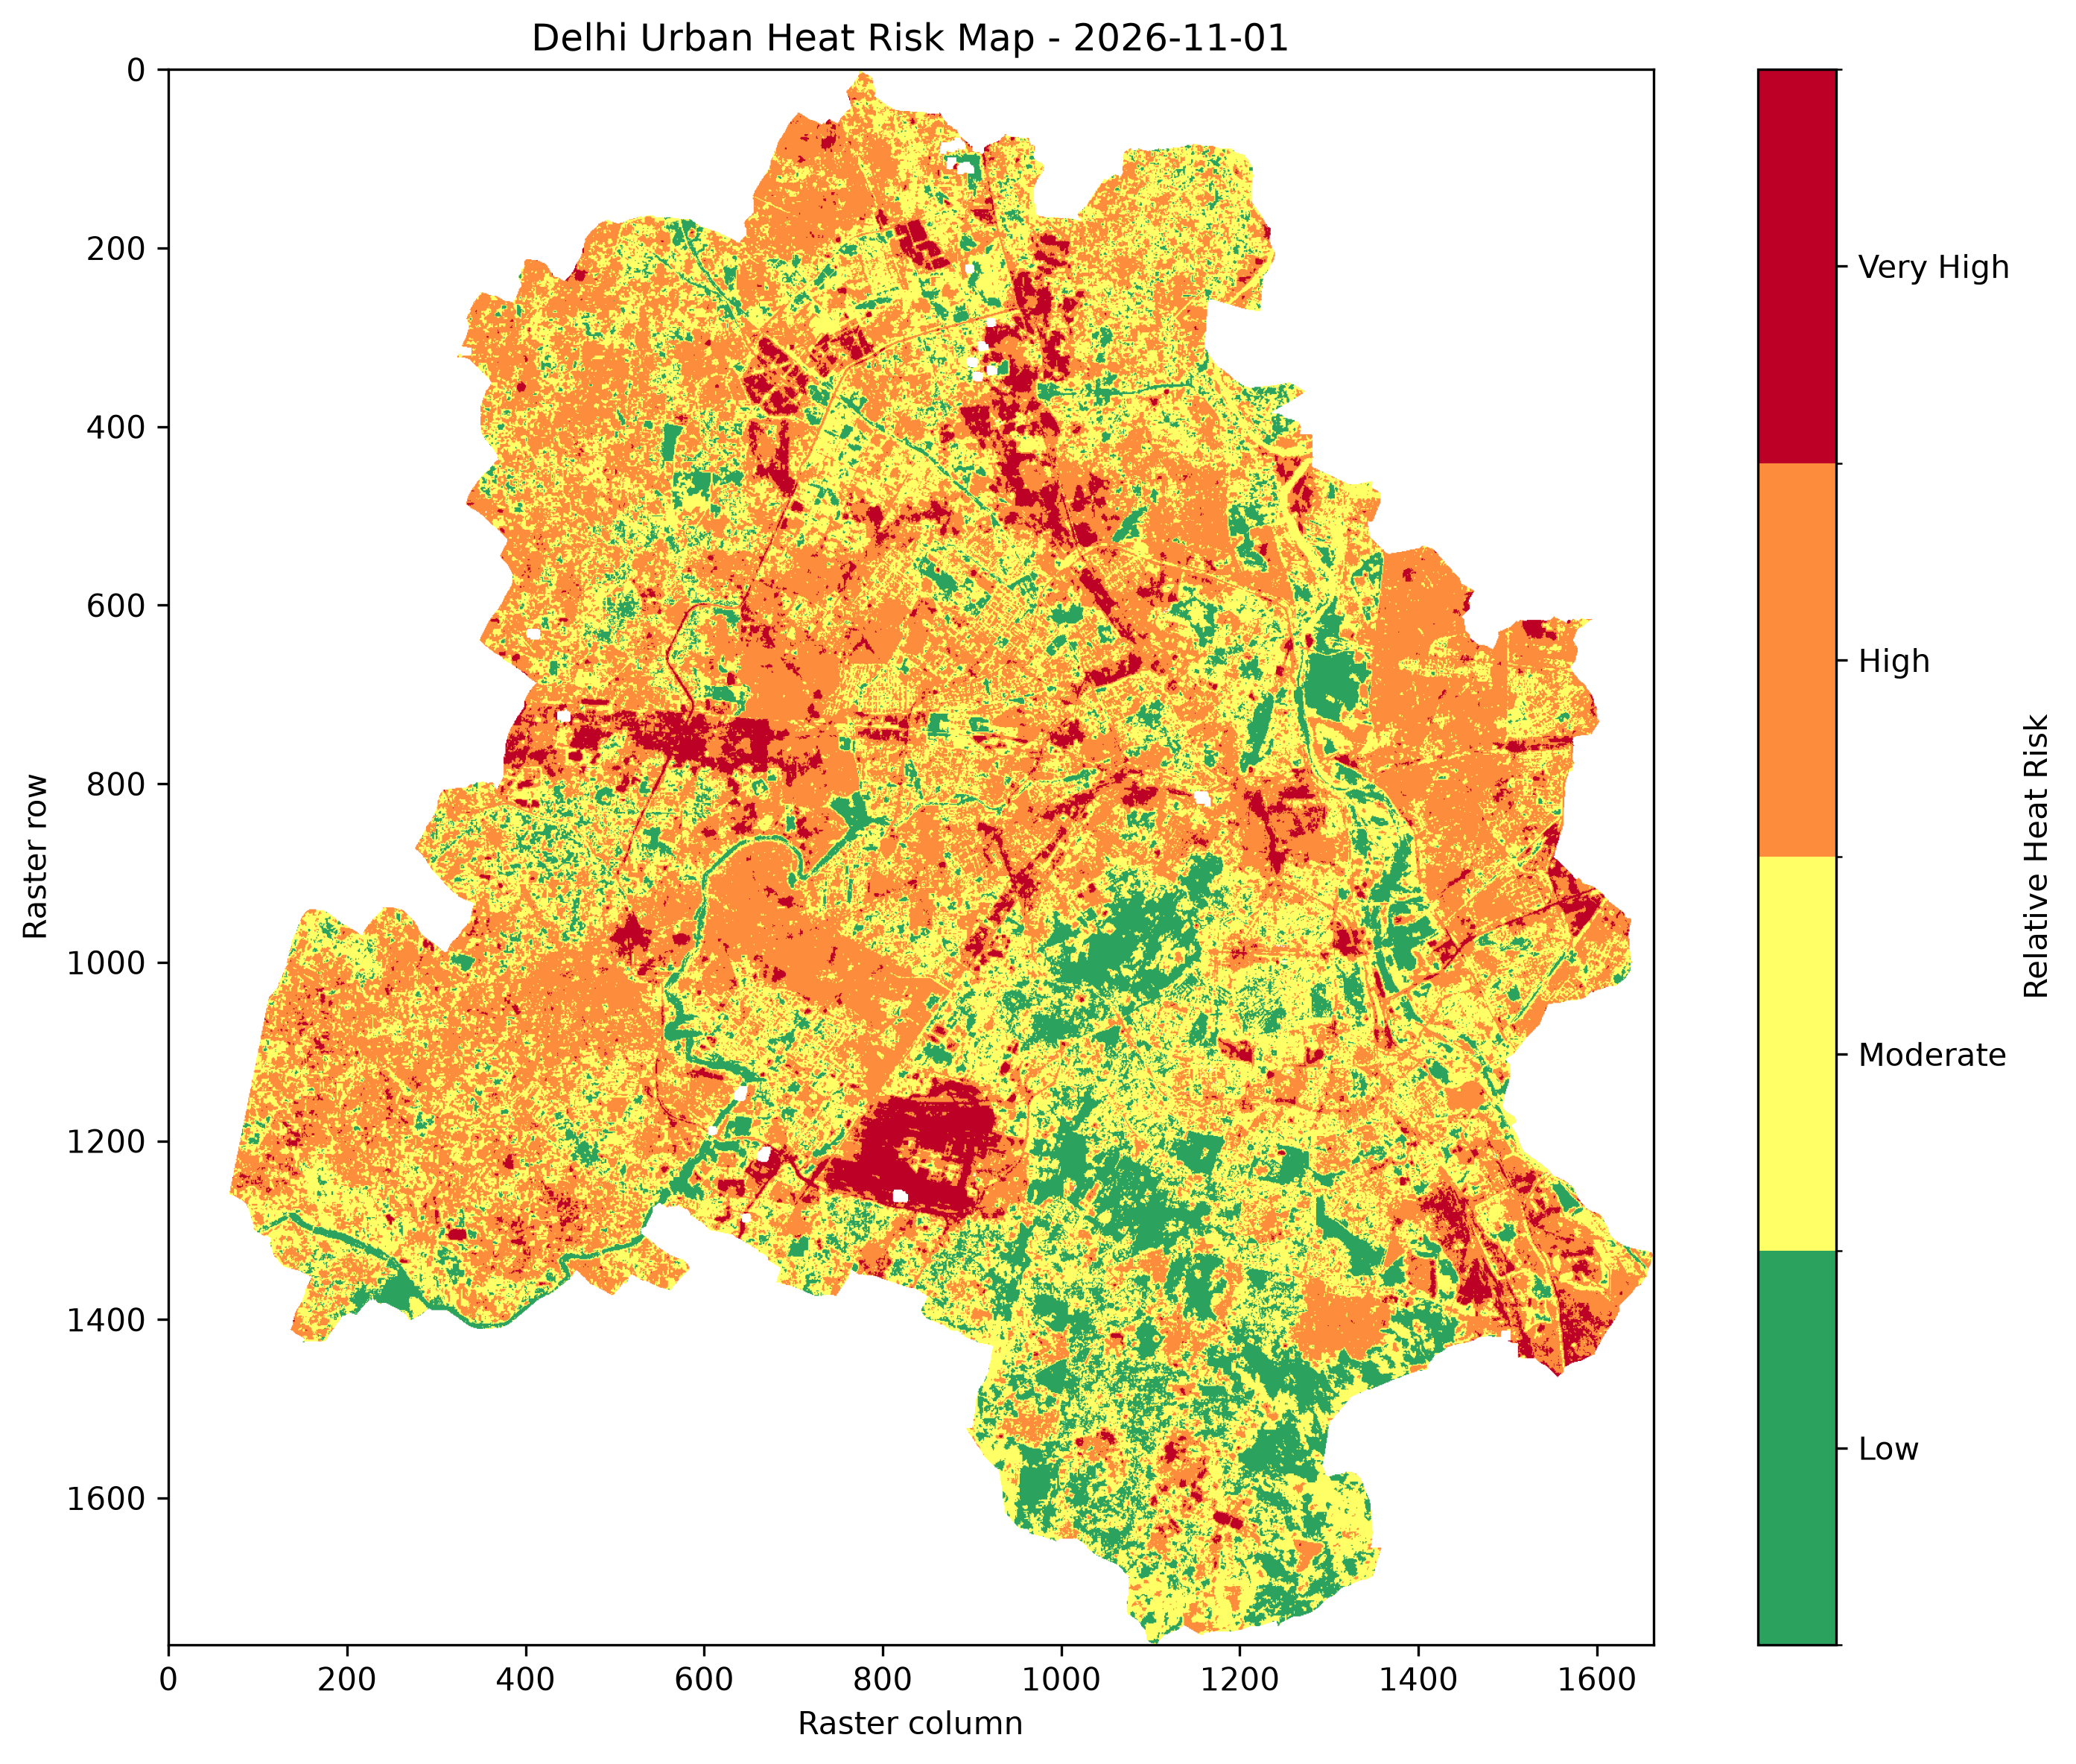 Delhi Urban Heat Risk Map - 2026-11-01
0
200
400
600
800
1000
1200
1400
1600
Raster row
0
200
400
600
800
1000
1200
1400
1600
Raster column
Very High
High
Moderate
Low
Relative Heat Risk